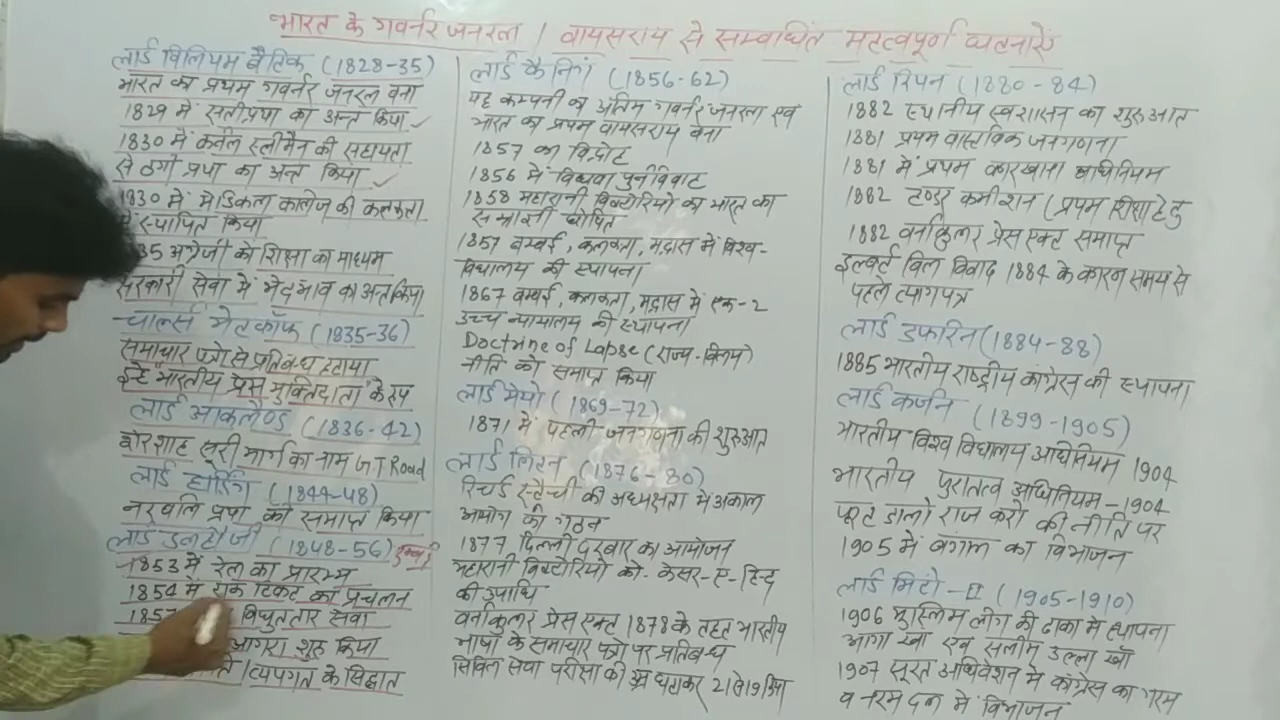 भारत के गवर्नर जनरल / वायसराय से सम्बंधित महत्वपूर्ण घटनाएं
लार्ड विलियम बैंटिक (1828-35)
भारत का प्रथम गवर्नर जनरल बना
1829 में सतीप्रथा का अन्त किया ✓
1830 में कर्नल स्लीमैन की सहायता
से ठगी प्रथा का अन्त किया ✓
1830 में मेडिकल कालेज की कलकता
में स्थापित किया
35 अंग्रेजी को शिक्षा का माध्यम
सरकारी सेवा में भेदभाव का अन्त किया
चार्ल्स मेटकॉफ (1835-36)
समाचार पत्रो से प्रतिबंध हटाया
इन्हे "भारतीय प्रेस मुक्तिदाता" के रूप
लार्ड आकलैण्ड (1836-42)
शेरशाह सूरी मार्ग का नाम J.T Road
लार्ड हार्डिंग (1844-48)
नरबलि प्रथा को समाप्त किया
लार्ड डलहौजी (1848-56)
1853 में रेल का प्रारम्भ
1854 में डाक टिकट का प्रचलन
185 विधुततार सेवा
आगरा शुरू किया
/व्यपगत के सिद्धात
लार्ड कैनिंग (1856-62)
यह कम्पनी का अंतिम गवर्नर जनरल एवं
भारत का प्रथम वायसराय बना
1857 का विद्रोह
1856 में विधवा पुर्नविवाह
1858 महारानी विक्टोरियो को भारत का
सम्राज्ञी घोषित
1857 बम्बई, कलकता, मद्रास में विश्व-
विधालय की स्थापना
1867 बम्बई, कलकता, मद्रास में एक-2
उच्च न्यायालय की स्थापना
Doctrine of Lapse (राज्य-विलय)
नीति को समाप्त किया
लार्ड मेयो (1869-72)
1871 में पहली जनगणना की शुरुआत
लार्ड लिटन (1876-80)
रिचर्ड स्टैच्ची की अध्यक्षता में अकाल
आयोग की गठन
1877 दिल्ली दरबार का आयोजन
महारानी विक्टोरियो को-केसर-ए-हिन्द
की उपाधि
वर्नाकुलर प्रेस एक्ट 1878 के तहत भारतीय
भाषा के समाचार पत्रो पर प्रतिबंध
सिविल सेवा परीक्षा की उम्र घटाकर 21 से 19 किया
लार्ड रिपन (1880-84)
1882 स्थानीय स्वशासन का शुरुआत
1881 प्रथम वास्तविक जनगणना
1881 में प्रथम कारखाना अधिनियम
1882 हण्टर कमीशन (प्रथम शिक्षा हेतु
1882 वर्नाकुलर प्रेस एक्ट समाप्त
इल्बर्ट बिल विवाद 1884 के कारन समय से
पहले त्यागपत्र
लार्ड डफरिन (1884-88)
1885 भारतीय राष्ट्रीय कांग्रेस की स्थापना
लार्ड कर्जन (1899-1905)
भारतीय विश्व विधालय अधिनियम 1904
भारतीय पुरातत्व अधिनियम-1904
फूट डालो राज करो की नीति पर
1905 में बंगाल का विभाजन
लार्ड मिंटो-II (1905-1910)
1906 मुस्लिम लीग की ढाका में स्थापना
आगा खाँ एवं सलीम उल्ला खाँ
1907 सूरत अधिवेशन में कांग्रेस का गरम
व नरम दल में विभाजन